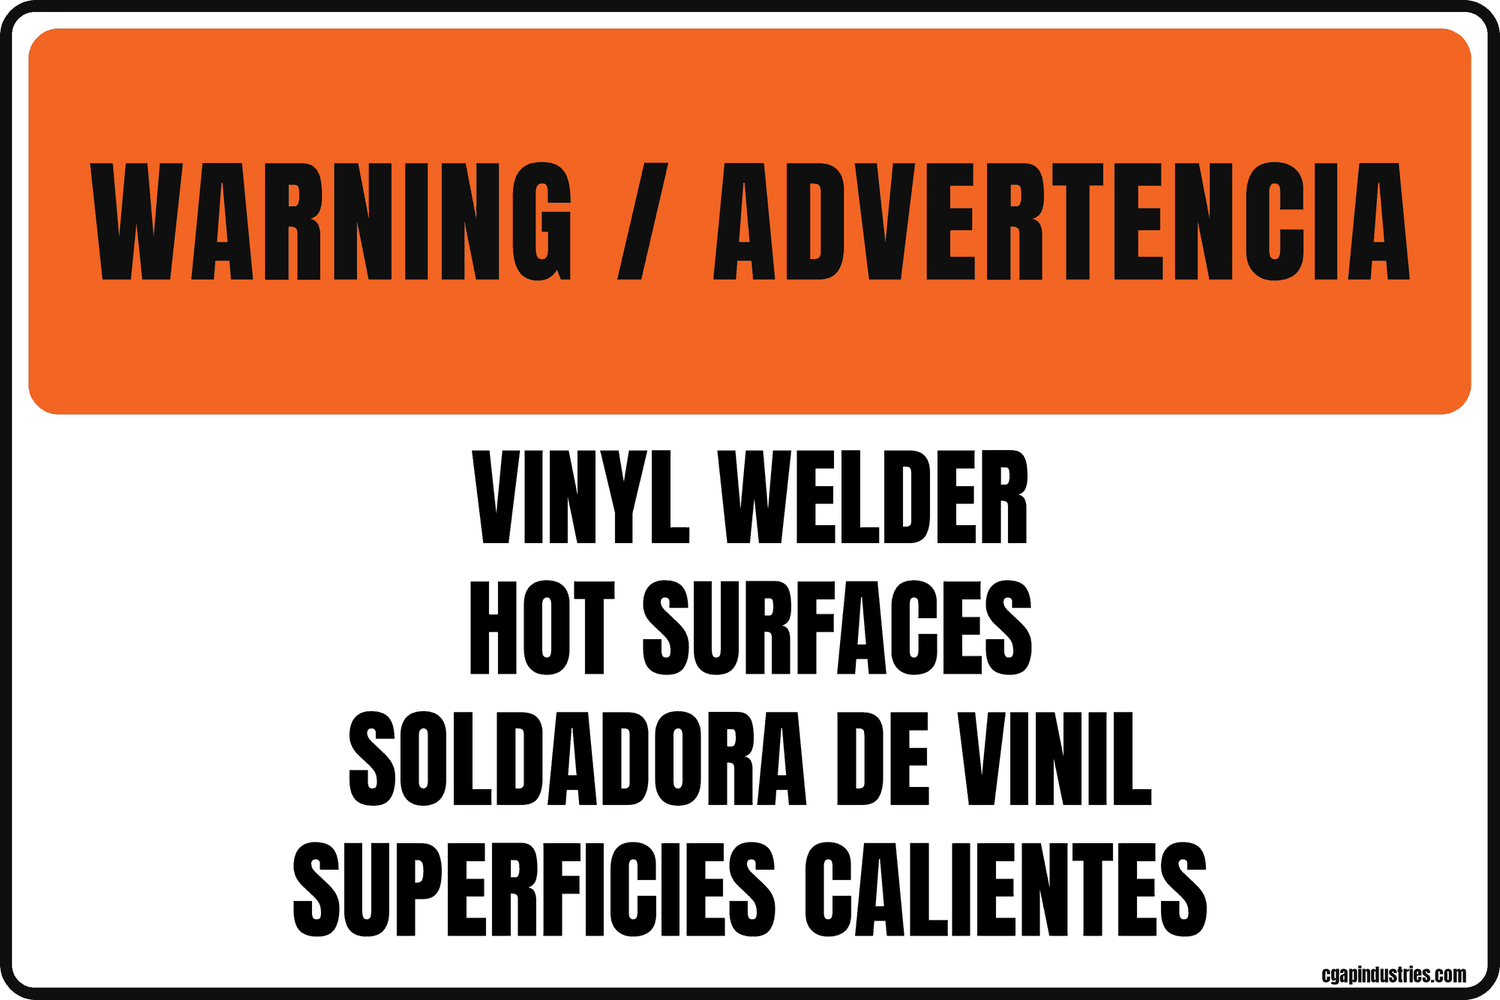 WARNING / ADVERTENCIA
VINYL WELDER
HOT SURFACES
SOLDADORA DE VINIL
SUPERFICIES CALIENTES
cgapindustries.com